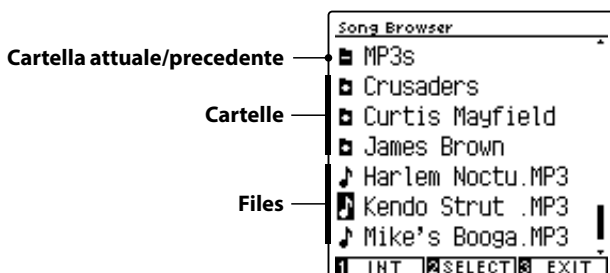 Song Browser
Cartella attuale/precedente
MP3s
Crusaders
Cartelle
Curtis Mayfield
James Brown
Harlem Noctu.MP3
Files
Kendo Strut .MP3
Mike's Booga.MP3
1 INT 2 SELECT 3 EXIT